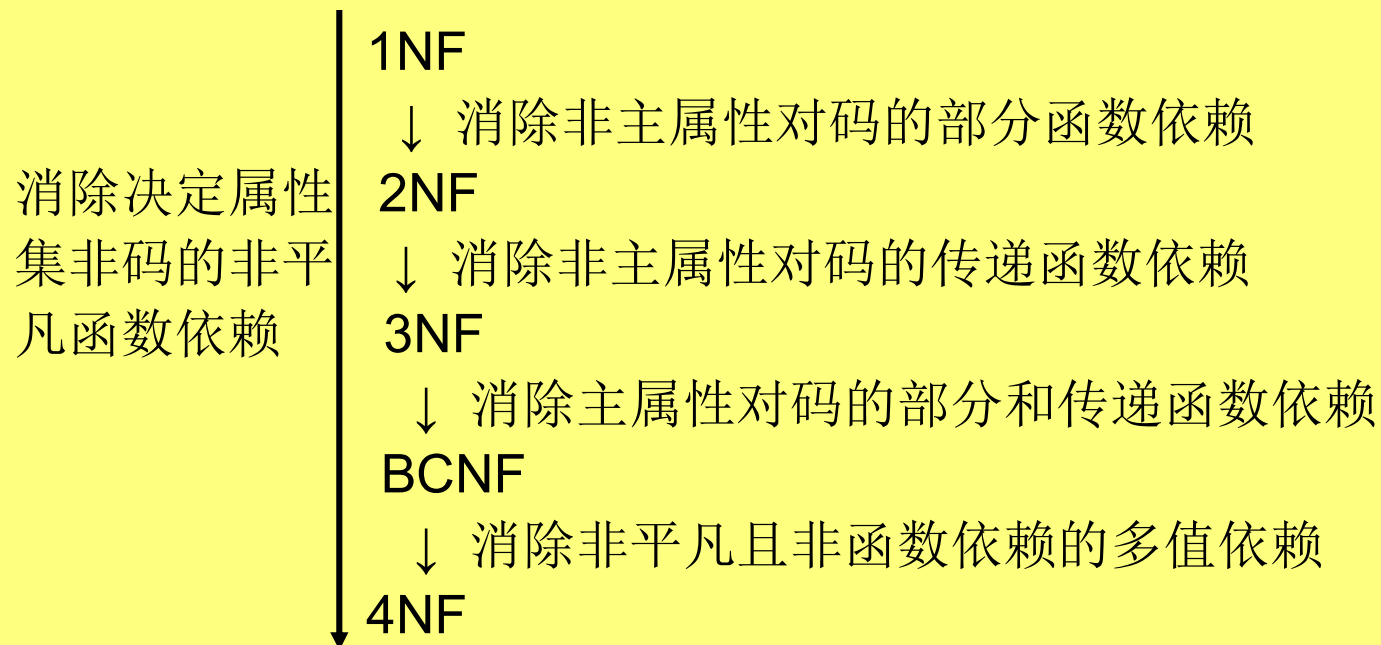 1NF
↓ 消除非主属性对码的部分函数依赖
消除决定属性
集非码的非平
凡函数依赖
2NF
↓ 消除非主属性对码的传递函数依赖
3NF
↓ 消除主属性对码的部分和传递函数依赖
BCNF
↓ 消除非平凡且非函数依赖的多值依赖
4NF